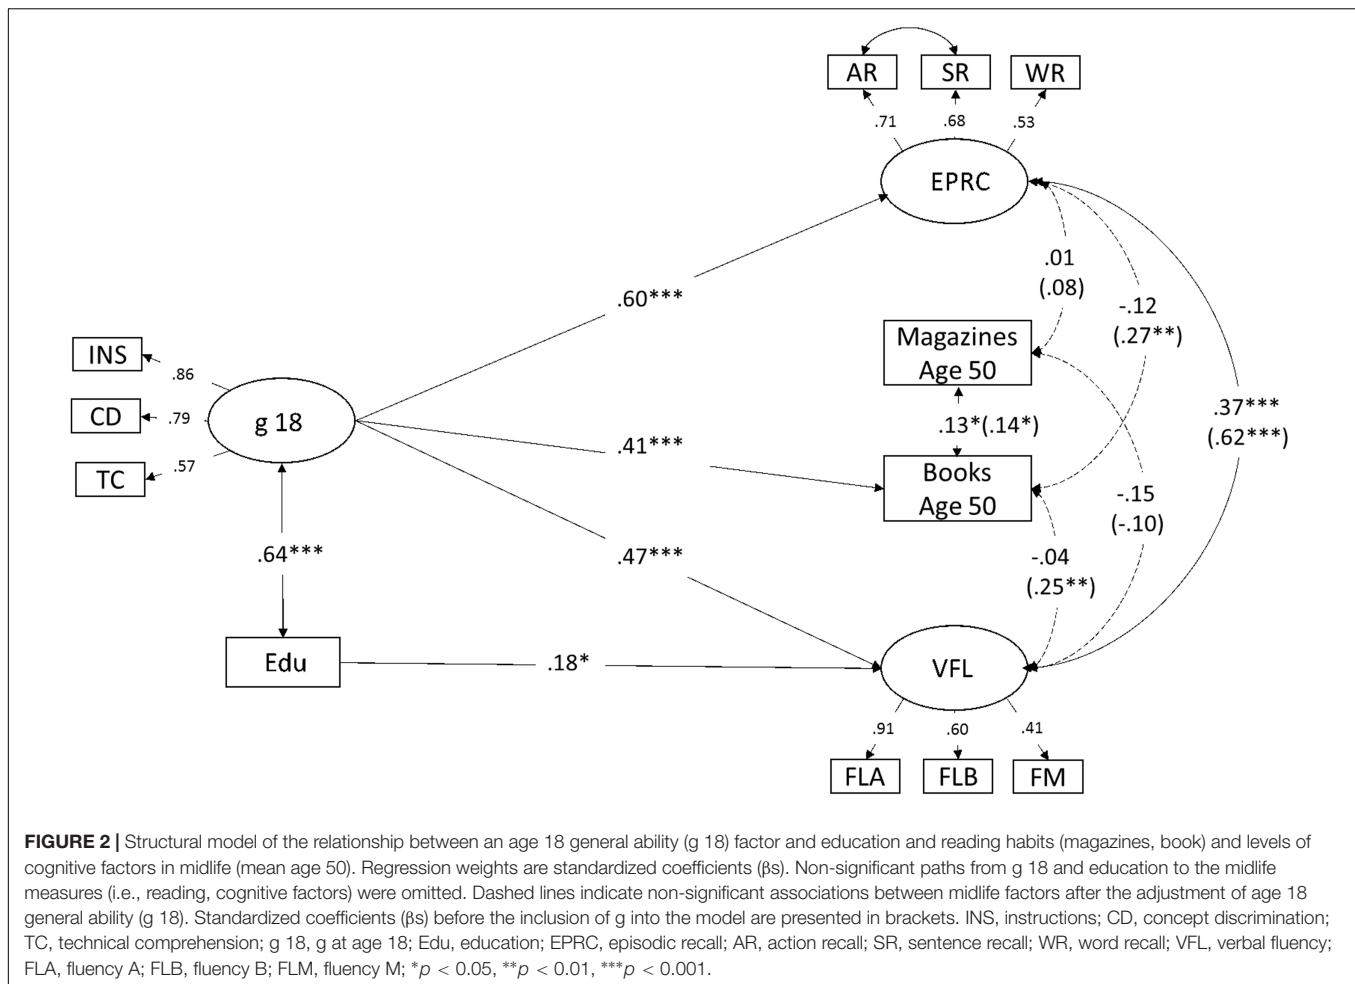 AR SR WR
.71 .68 .53
EPRC
.01
(.08)
-.12
(.27**)
.60***
Magazines
Age 50
INS
.86
CD
.79
g 18
TC
.57
.37***
(.62***)
.13*(.14*)
.41***
Books
Age 50
-.15
(-.10)
.64***
.47***
-.04
(.25**)
Edu
.18*
VFL
.91 .60 .41
FLA FLB FM
FIGURE 2 | Structural model of the relationship between an age 18 general ability (g 18) factor and education and reading habits (magazines, book) and levels of
cognitive factors in midlife (mean age 50). Regression weights are standardized coefficients (βs). Non-significant paths from g 18 and education to the midlife
measures (i.e., reading, cognitive factors) were omitted. Dashed lines indicate non-significant associations between midlife factors after the adjustment of age 18
general ability (g 18). Standardized coefficients (βs) before the inclusion of g into the model are presented in brackets. INS, instructions; CD, concept discrimination;
TC, technical comprehension; g 18, g at age 18; Edu, education; EPRC, episodic recall; AR, action recall; SR, sentence recall; WR, word recall; VFL, verbal fluency;
FLA, fluency A; FLB, fluency B; FLM, fluency M; *p < 0.05, **p < 0.01, ***p < 0.001.